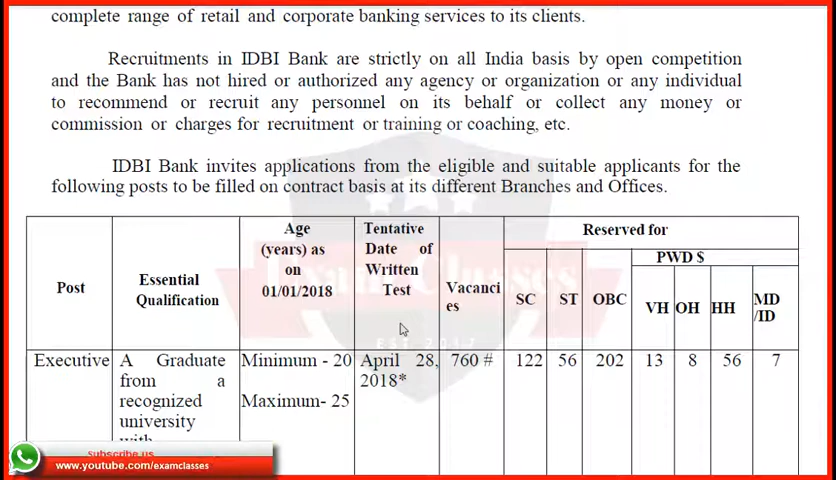 complete range of retail and corporate banking services to its clients.
Recruitments in IDBI Bank are strictly on all India basis by open competition
and the Bank has not hired or authorized any agency or organization or any individual
to recommend or recruit any personnel on its behalf or collect any money or
commission or charges for recruitment or training or coaching, etc.
IDBI Bank invites applications from the eligible and suitable applicants for the
following posts to be filled on contract basis at its different Branches and Offices.
Post
Essential
Qualification
Age
(years) as
on
01/01/2018
Tentative
Date of
Written
Test
Vacanci
es
Reserved for
SC
ST
OBC
PWD $
VH
OH
HH
MD
/ID
Executive
A Graduate
from a
recognized
university
with
Minimum - 20
Maximum- 25
April 28,
2018*
760 #
122
56
202
13
8
56
7
Exam Classes
EST 2017
subscribe us
www.youtube.com/examclasses